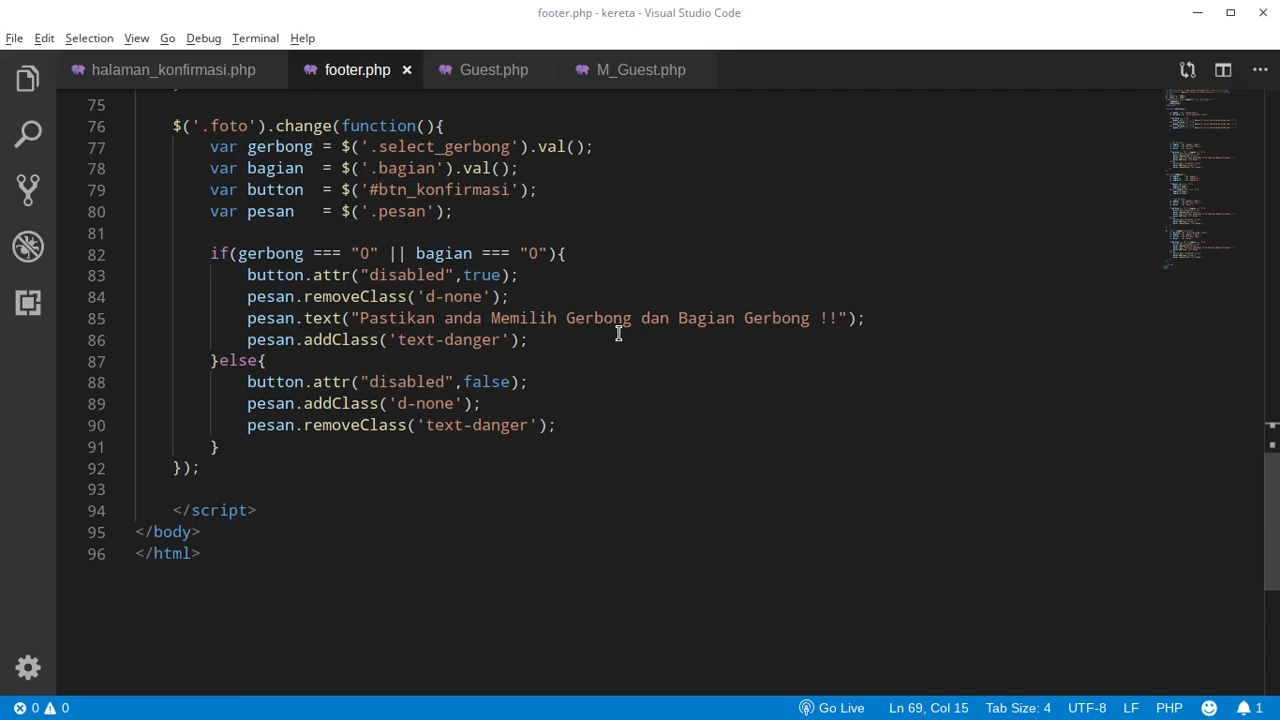 footer.php - kereta - Visual Studio Code
File Edit Selection View Go Debug Terminal Help
halaman_konfirmasi.php footer.php Guest.php M_Guest.php
75
76 $('.foto').change(function(){
77 var gerbong = $('.select_gerbong').val();
78 var bagian = $('.bagian').val();
79 var button = $('#btn_konfirmasi');
80 var pesan = $('.pesan');
81
82 if(gerbong === "0" || bagian === "0"){
83 button.attr("disabled",true);
84 pesan.removeClass('d-none');
85 pesan.text("Pastikan anda Memilih Gerbong dan Bagian Gerbong !!");
86 pesan.addClass('text-danger');
87 }else{
88 button.attr("disabled",false);
89 pesan.addClass('d-none');
90 pesan.removeClass('text-danger');
91 }
92 });
93
94 </script>
95 </body>
96 </html>
0 0 Go Live Ln 69, Col 15 Tab Size: 4 UTF-8 LF PHP 1